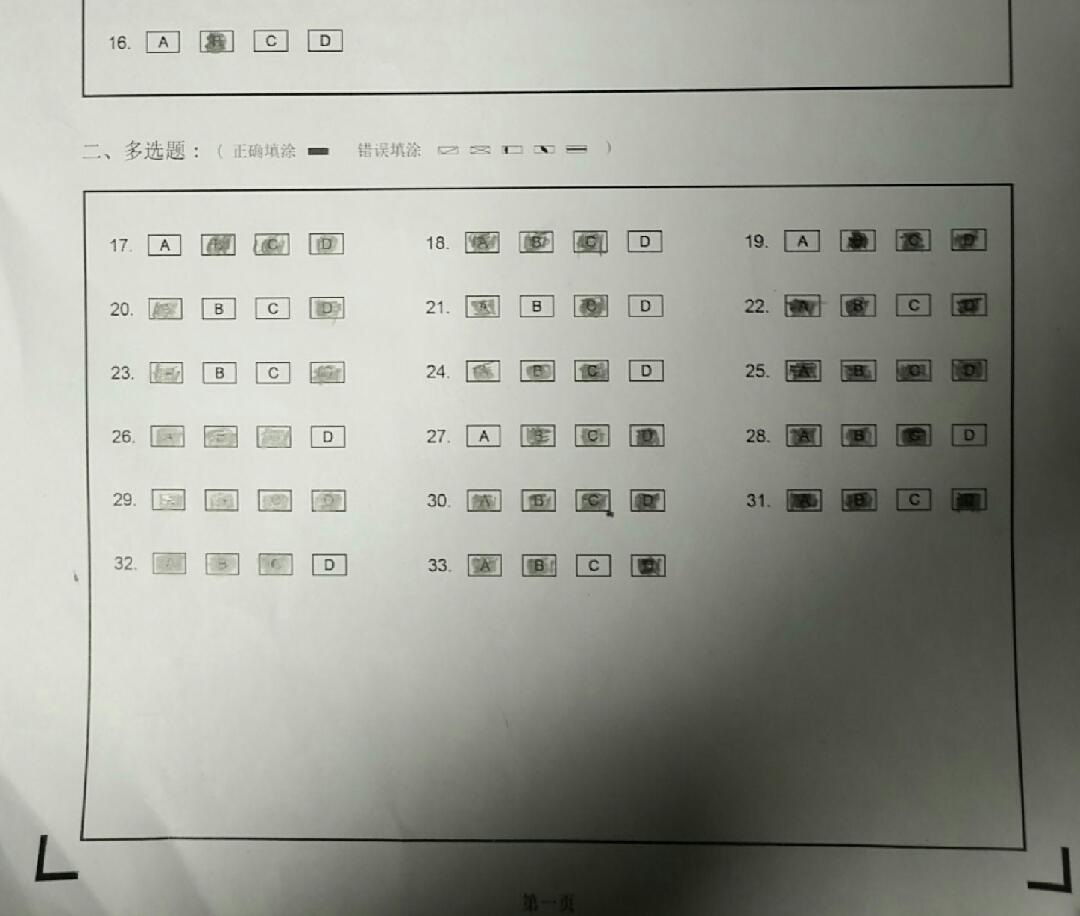 16. A B C D
二、多选题：（ 正确填涂 错误填涂 ）
17. A B C D 18. A B C D 19. A B C D
20. A B C D 21. A B C D 22. A B C D
23. A B C D 24. A B C D 25. A B C D
26. A B C D 27. A B C D 28. A B C D
29. A B C D 30. A B C D 31. A B C D
32. A B C D 33. A B C D
第一页